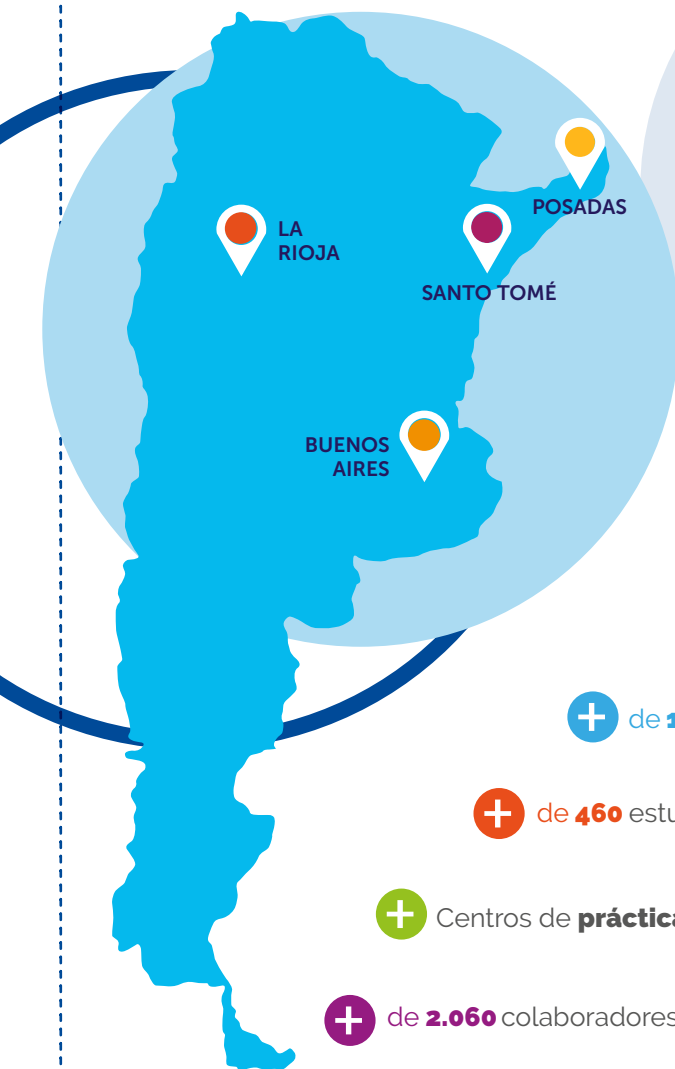 POSADAS
LA
RIOJA
SANTO TOMÉ
BUENOS
AIRES
+ de
+ de 460
+ Centros de
+ de 2.060 colaboradores